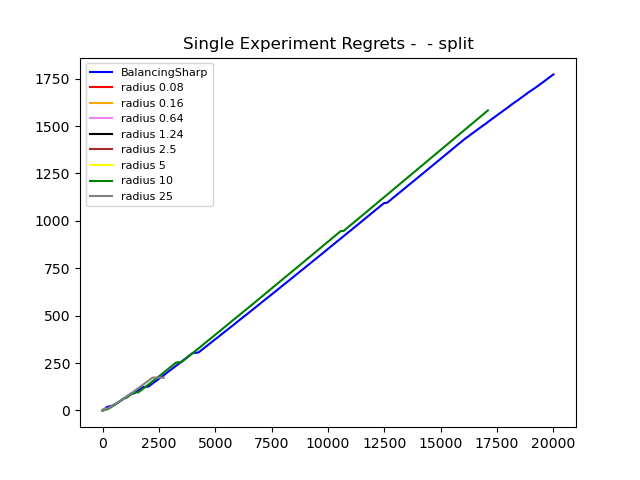 Single Experiment Regrets -  - split
BalancingSharp
radius 0.08
radius 0.16
radius 0.64
radius 1.24
radius 2.5
radius 5
radius 10
radius 25
1750
1500
1250
1000
750
500
250
0
0 2500 5000 7500 10000 12500 15000 17500 20000